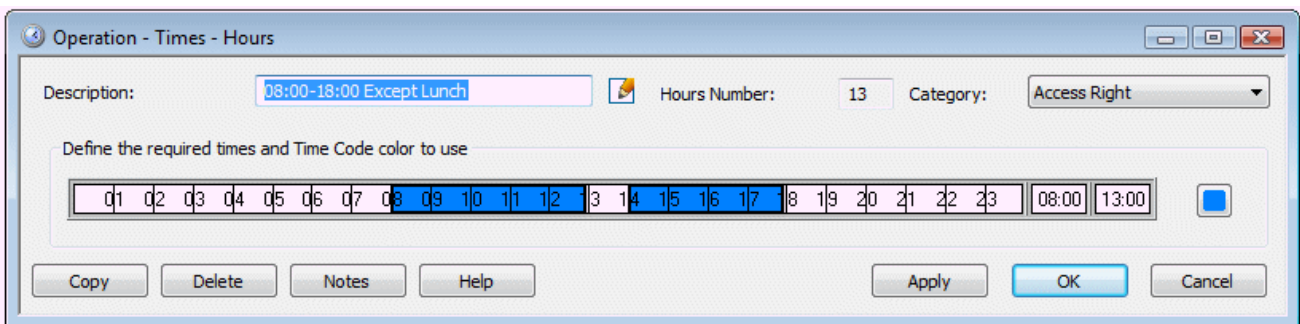 Operation - Times - Hours
Description: 08:00-18:00 Except Lunch Hours Number: 13 Category: Access Right
Define the required times and Time Code color to use
01 02 03 04 05 06 07 08 09 10 11 12 13 14 15 16 17 18 19 20 21 22 23 08:00 13:00
Copy Delete Notes Help Apply OK Cancel